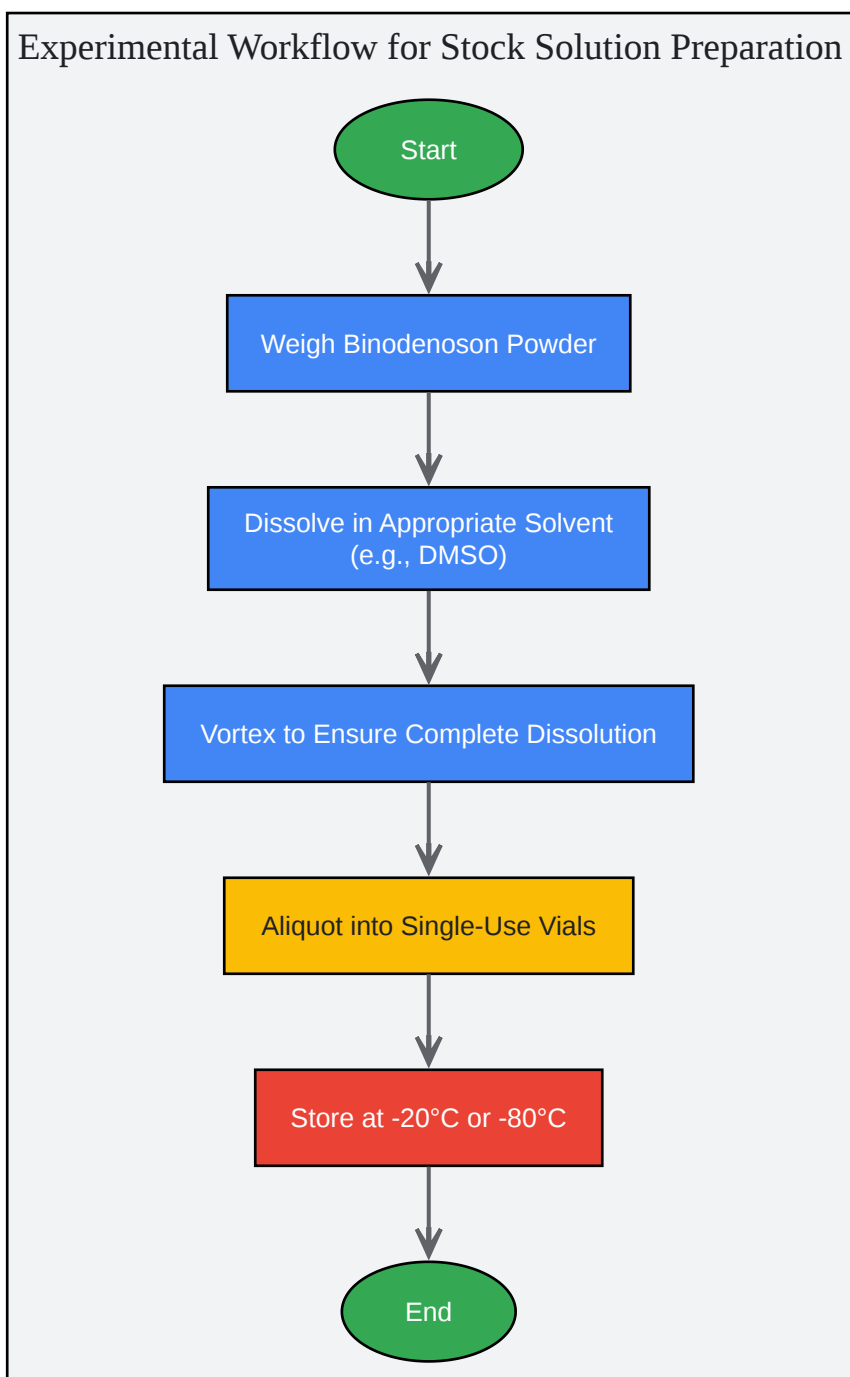 Experimental Workflow for Stock Solution Preparation
Start
Weigh Binodenoson Powder
Dissolve in Appropriate Solvent
(e.g., DMSO)
Vortex to Ensure Complete Dissolution
Aliquot into Single-Use Vials
Store at -20°C or -80°C
End